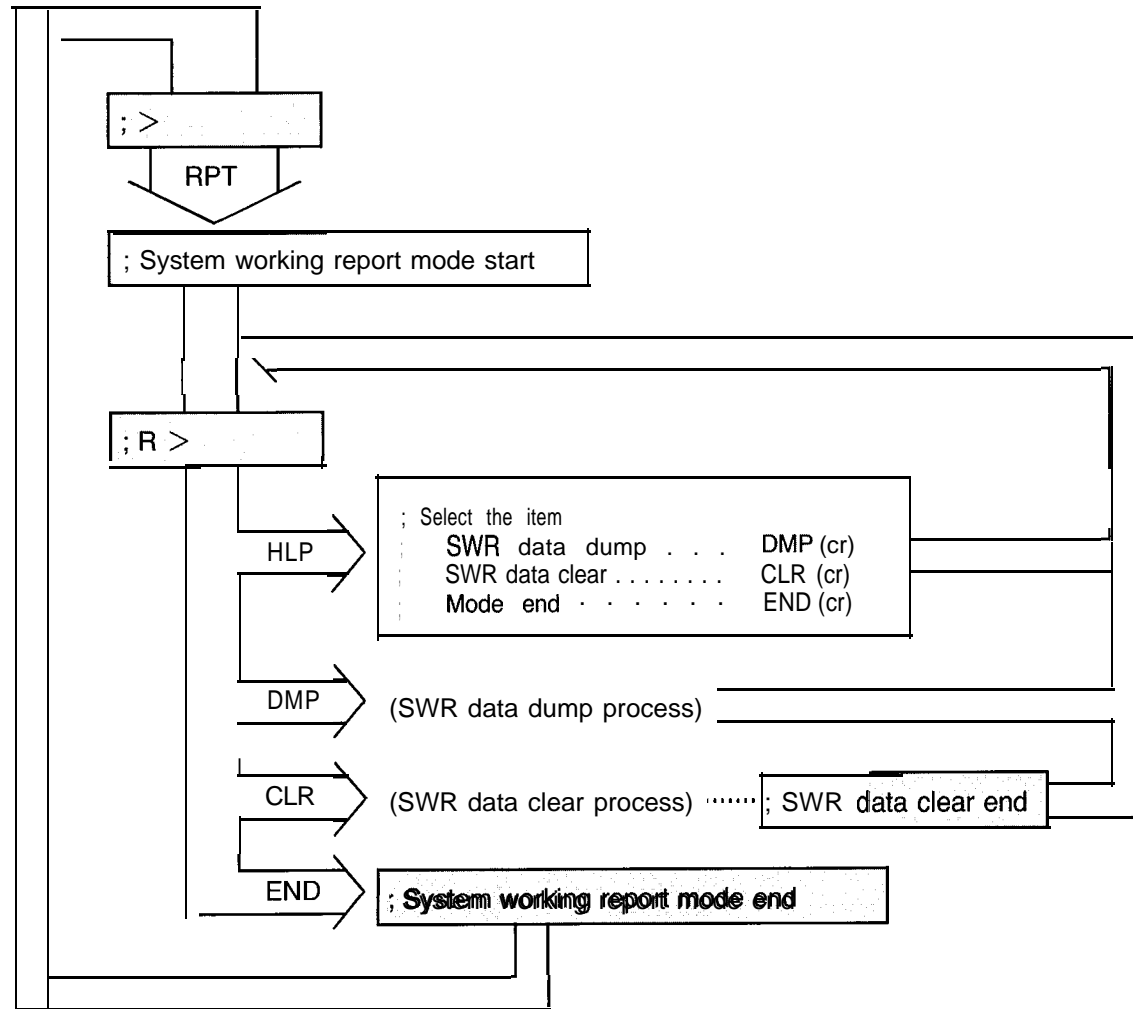 ; >
RPT
; System working report mode start
; R >
HLP
; Select the item
; SWR data dump . . . DMP (cr)
; SWR data clear ........ CLR (cr)
; Mode end . . . . . . END (cr)
DMP
(SWR data dump process)
CLR
(SWR data clear process) ....... ; SWR data clear end
END
; System working report mode end